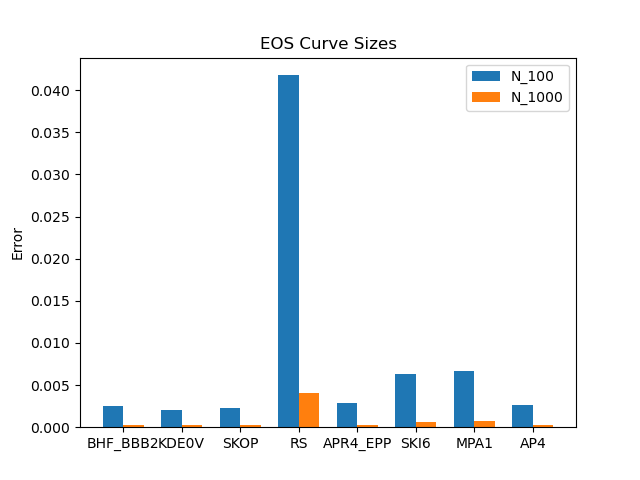 EOS Curve Sizes
N_100
N_1000
Error
0.040
0.035
0.030
0.025
0.020
0.015
0.010
0.005
0.000
BHF_BBB2KDE0V SKOP RS APR4_EPP SKI6 MPA1 AP4